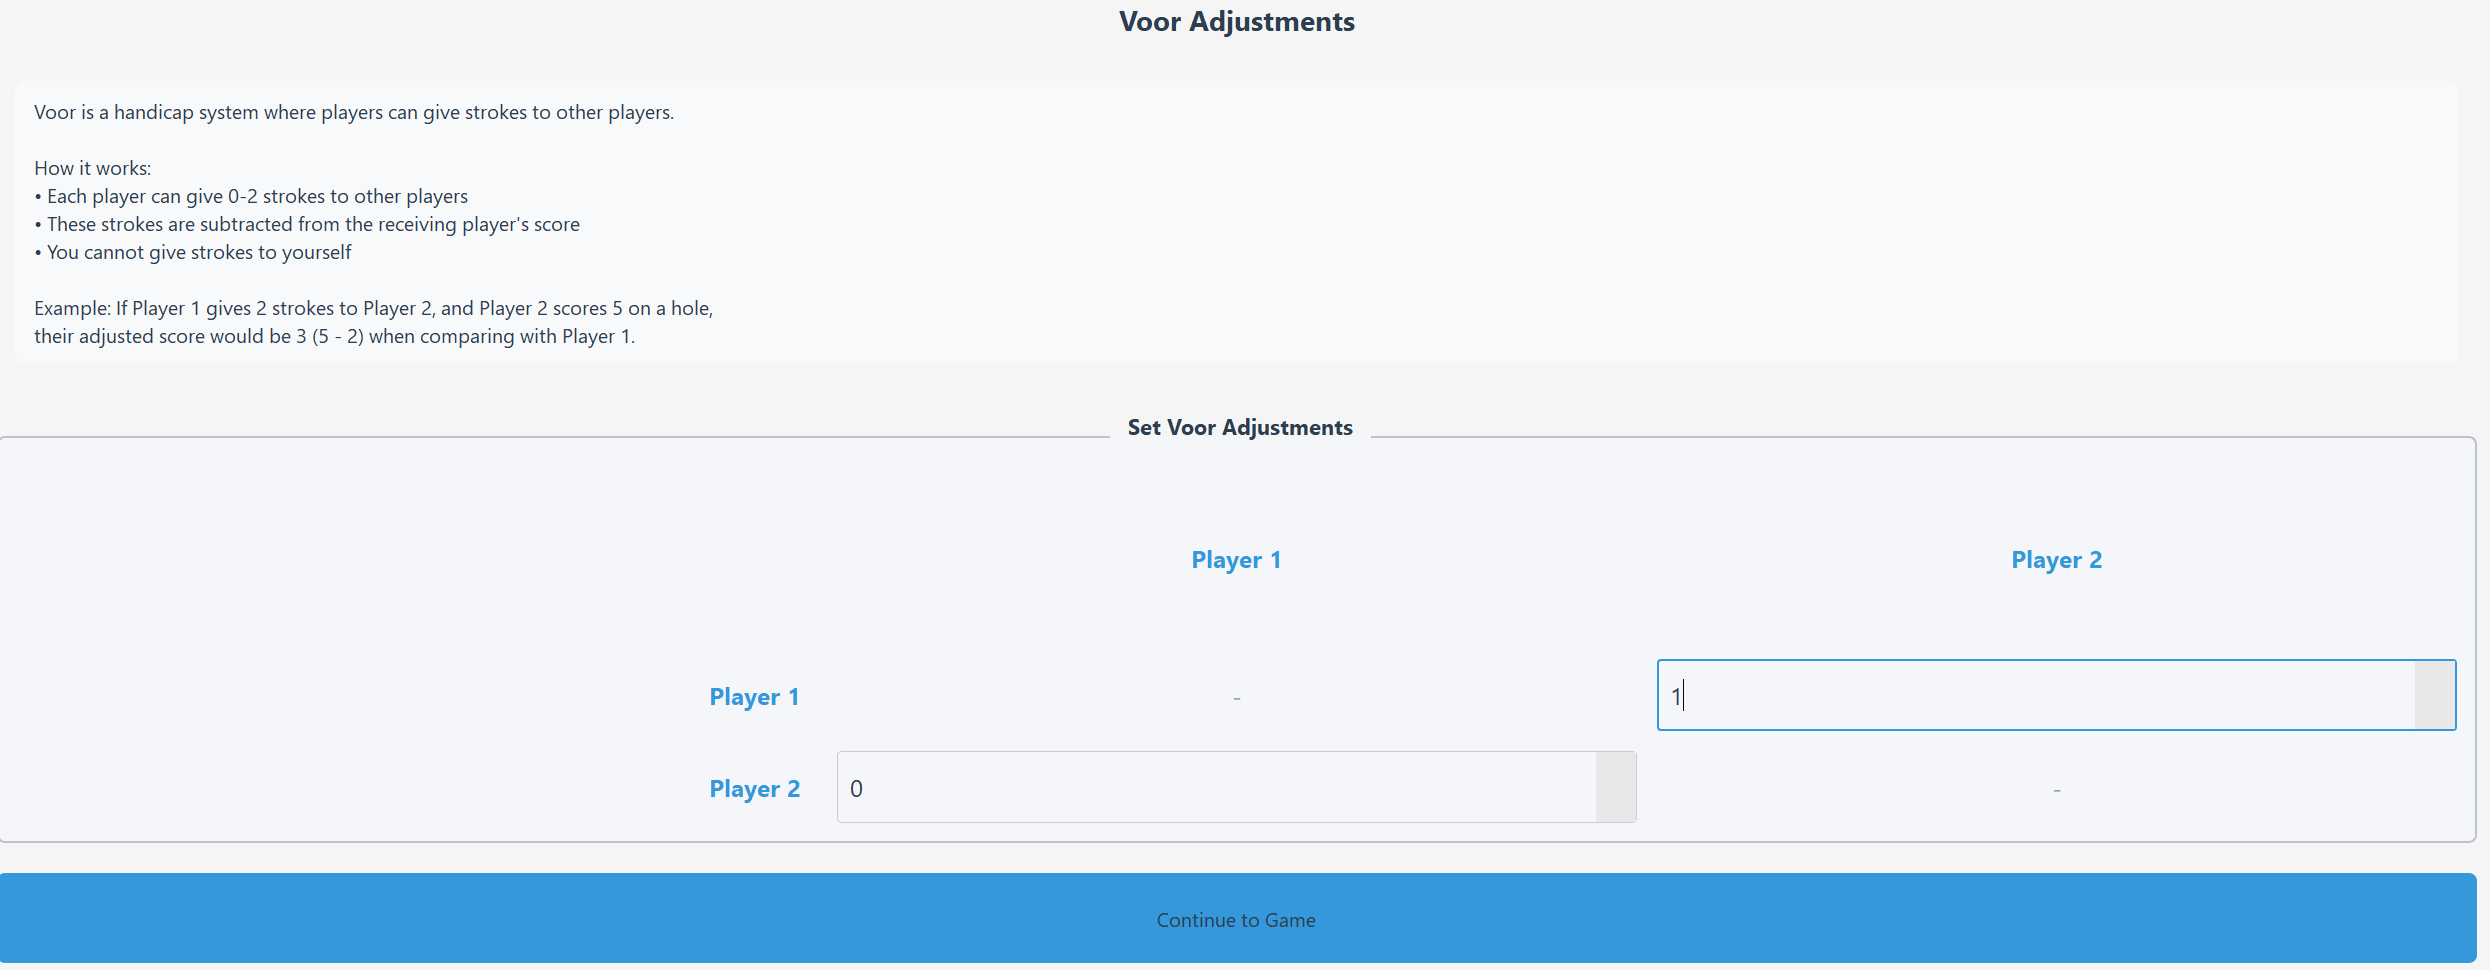 Voor Adjustments
Voor is a handicap system where players can give strokes to other players.
How it works:
• Each player can give 0-2 strokes to other players
• These strokes are subtracted from the receiving player's score
• You cannot give strokes to yourself
Example: If Player 1 gives 2 strokes to Player 2, and Player 2 scores 5 on a hole,
their adjusted score would be 3 (5 - 2) when comparing with Player 1.
Set Voor Adjustments
Player 1 Player 2
Player 1 - 1
Player 2 0 -
Continue to Game